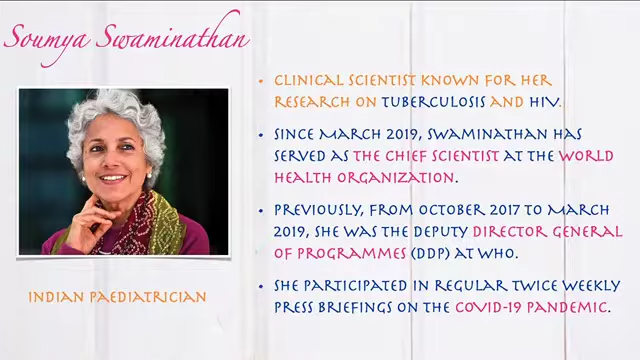 Soumya Swaminathan
• Clinical scientist known for her
research on tuberculosis and HIV.
• Since March 2019, Swaminathan has
served as the chief scientist at the World
Health Organization.
• Previously, from October 2017 to March
2019, she was the Deputy Director General
of Programmes (DDP) at WHO.
• She participated in regular twice weekly
press briefings on the COVID-19 pandemic.
Indian paediatrician